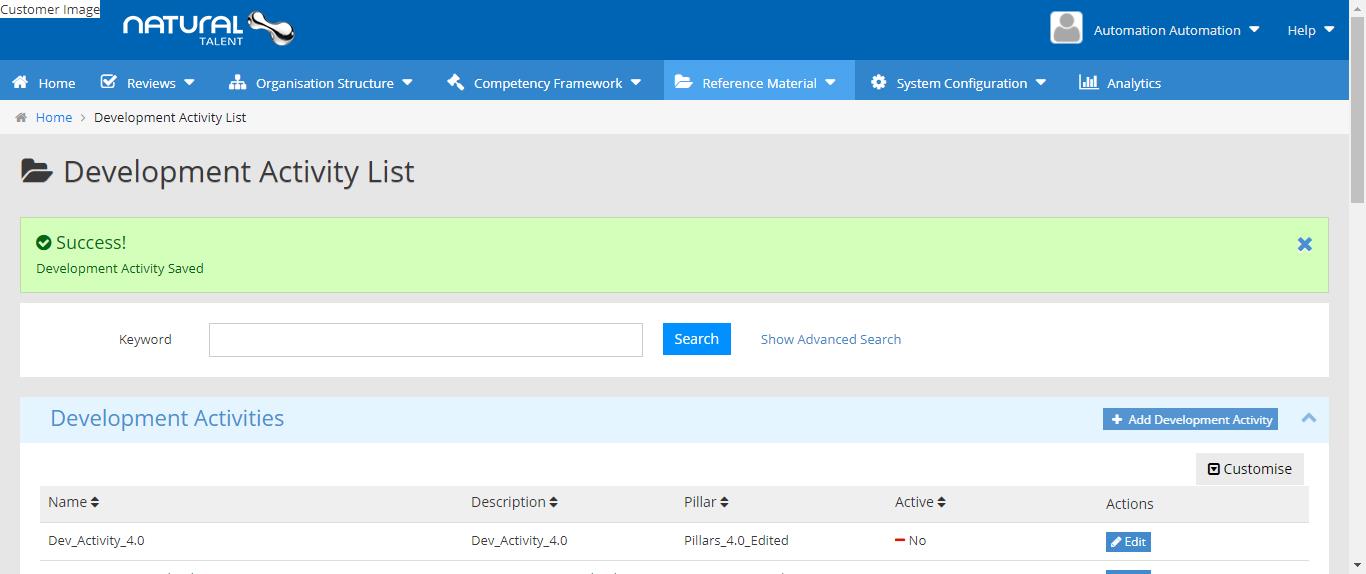 Customer Image
NATURAL
TALENT
Automation Automation
Help
Home
Reviews
Organisation Structure
Competency Framework
Reference Material
System Configuration
Analytics
Home > Development Activity List
Development Activity List
Success!
Development Activity Saved
Keyword
Search
Show Advanced Search
Development Activities
+ Add Development Activity
Customise
Name Description Pillar Active Actions
Dev_Activity_4.0 Dev_Activity_4.0 Pillars_4.0_Edited No Edit